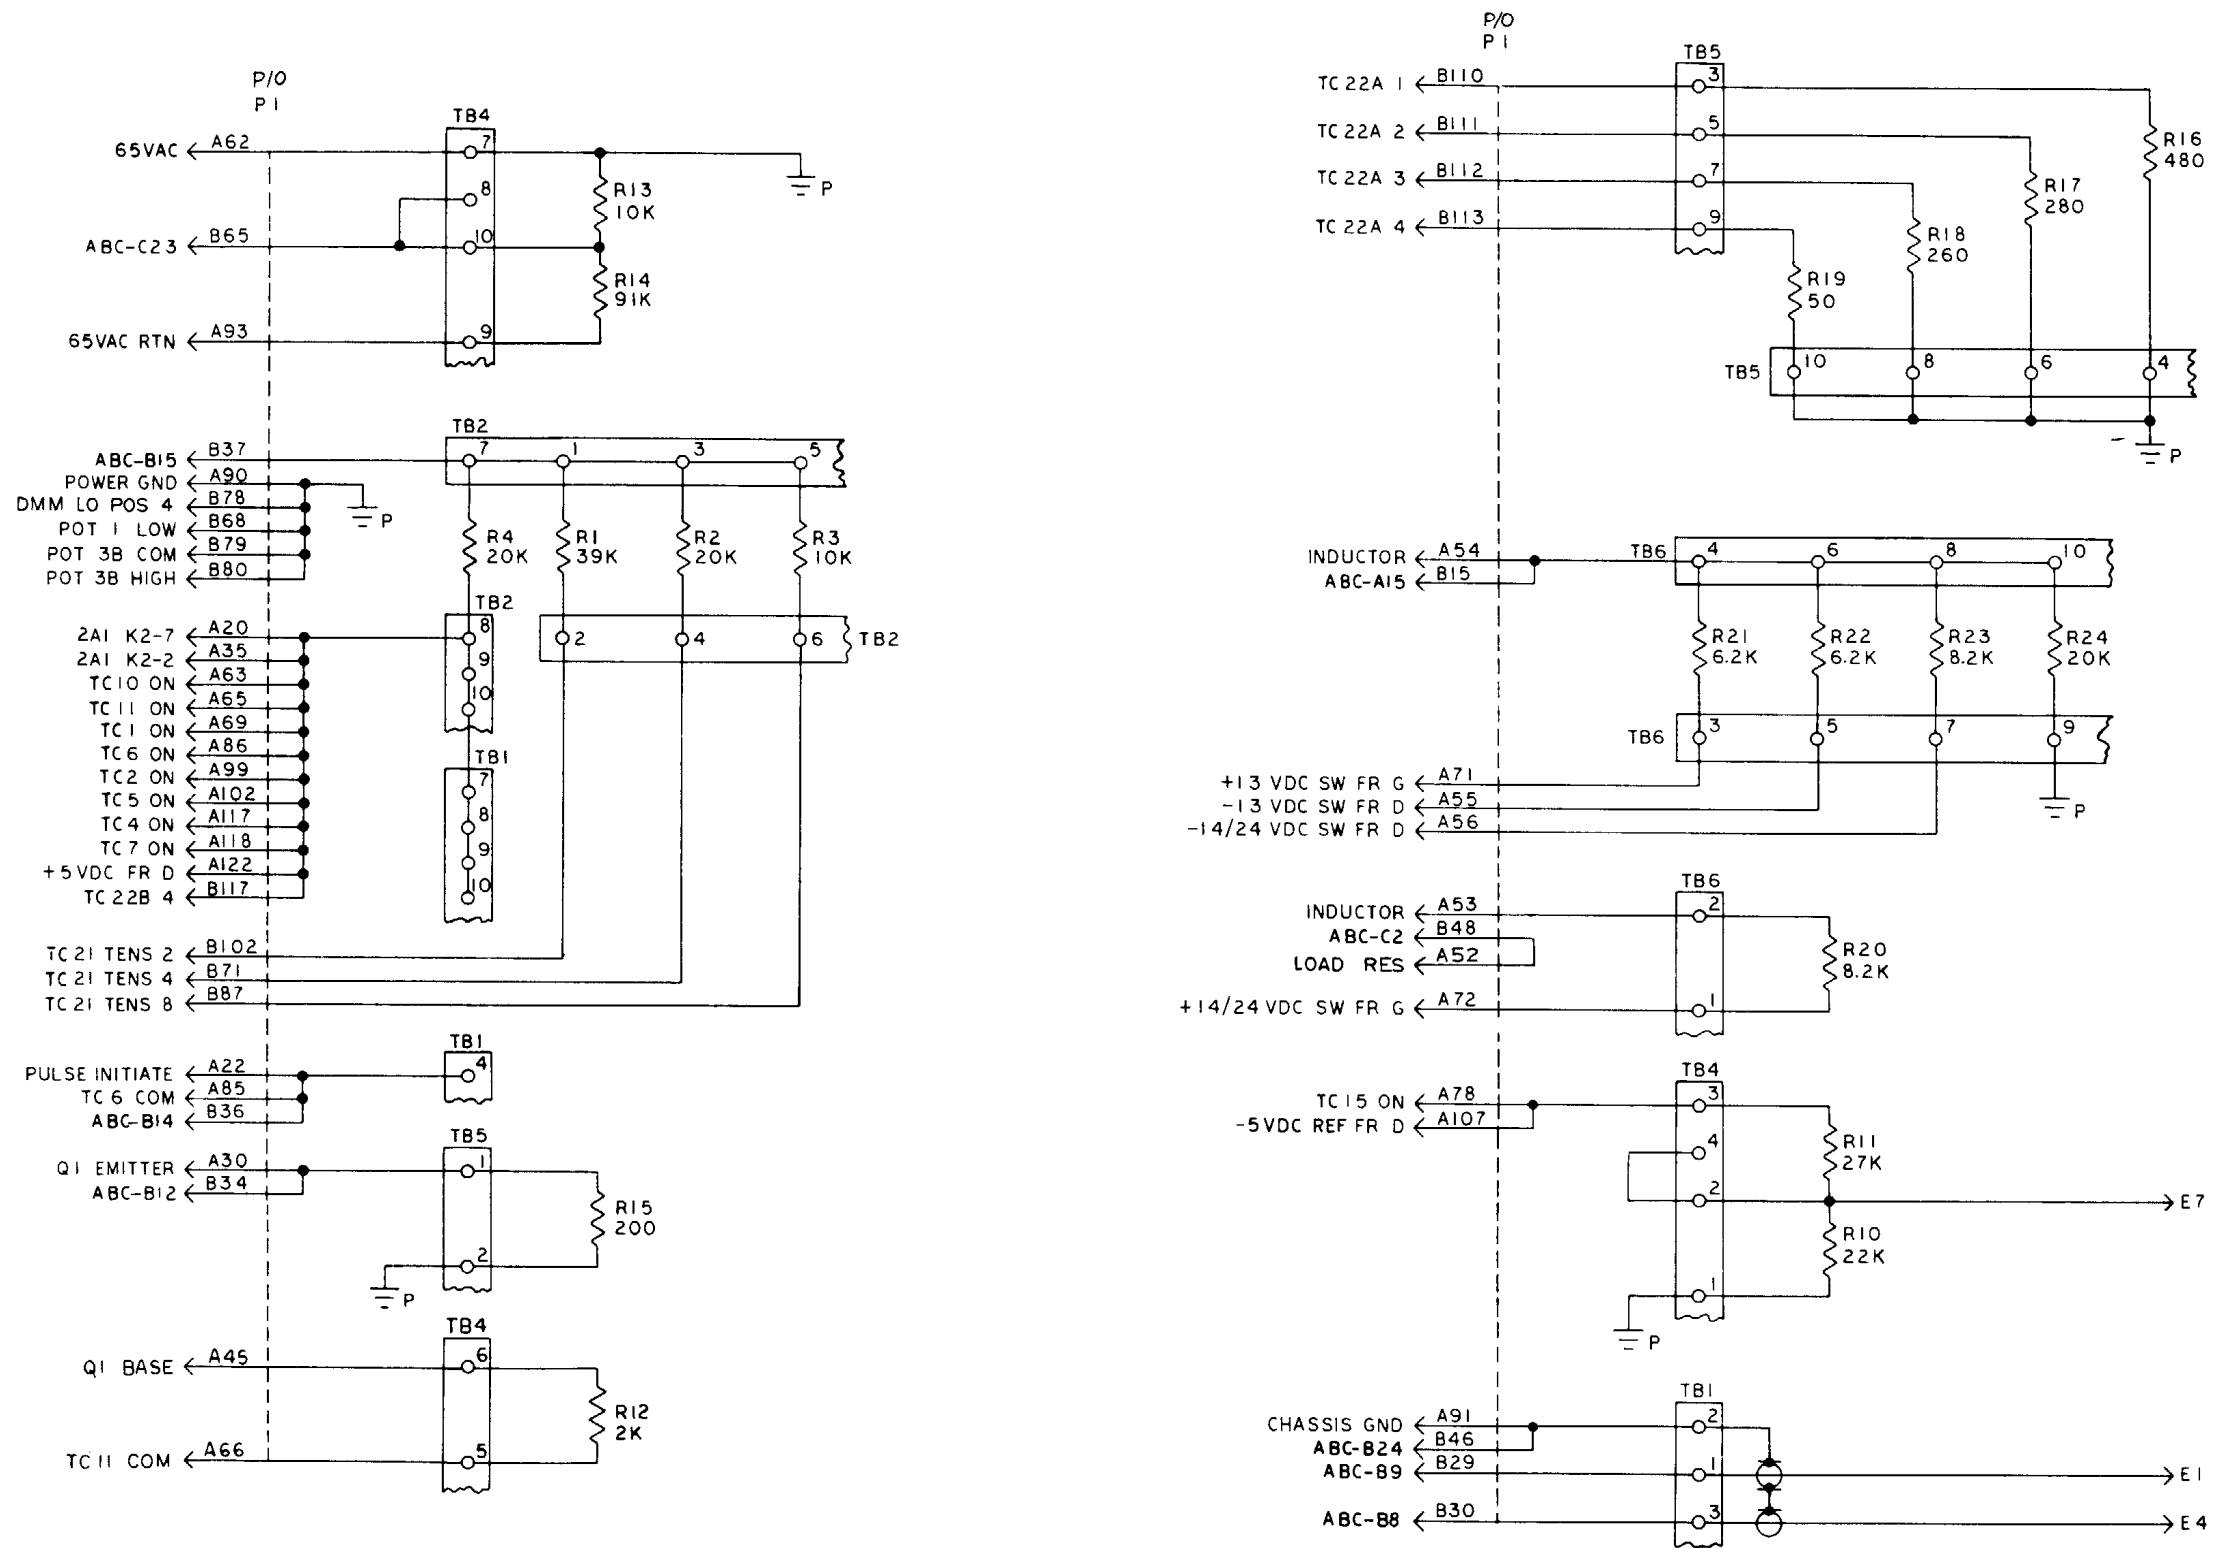 P/O
P1
TB4
65VAC A62 7
8
R13
10K
P
ABC-C23 B65 10
R14
91K
65VAC RTN A93 9
TB2
ABC-B15 B37 7 1 3 5
POWER GND A90
DMM LO POS 4 B78
P
POT 1 LOW B68
POT 3B COM B79
POT 3B HIGH B80
R4
20K
R1
39K
R2
20K
R3
10K
TB2
2A1 K2-7 A20 8 2 4 6 TB2
2A1 K2-2 A35 9
TC10 ON A63 10
TC11 ON A65
TC1 ON A69
TC6 ON A86 TB1
TC2 ON A99 7
TC5 ON A102
TC4 ON A117 8
TC7 ON A118 9
+5VDC FR D A122
TC22B 4 B117 10
TC21 TENS 2 B102
TC21 TENS 4 B71
TC21 TENS 8 B87
TB1
PULSE INITIATE A22 4
TC6 COM A85
ABC-B14 B36
TB5
Q1 EMITTER A30 1
ABC-B12 B34
R15
200
2
P
TB4
Q1 BASE A45 6
R12
2K
TC11 COM A66 5
P/O
P1
TB5
TC22A 1 B110 3
TC22A 2 B111 5
TC22A 3 B112 7
TC22A 4 B113 9
R16
480
R17
280
R18
260
R19
50
TB5 10 8 6 4
P
INDUCTOR A54 TB6 4 6 8 10
ABC-A15 B15
R21
6.2K
R22
6.2K
R23
8.2K
R24
20K
TB6 3 5 7 9
+13 VDC SW FR G A71
-13 VDC SW FR D A55
-14/24 VDC SW FR D A56
P
TB6
INDUCTOR A53 2
ABC-C2 B48
LOAD RES A52
R20
8.2K
+14/24 VDC SW FR G A72 1
TB4
TC15 ON A78 3
-5VDC REF FR D A107
4
R11
27K
2 E7
R10
22K
1
P
TB1
CHASSIS GND A91 2
ABC-B24 B46
ABC-B9 B29 1 E1
ABC-B8 B30 3 E4